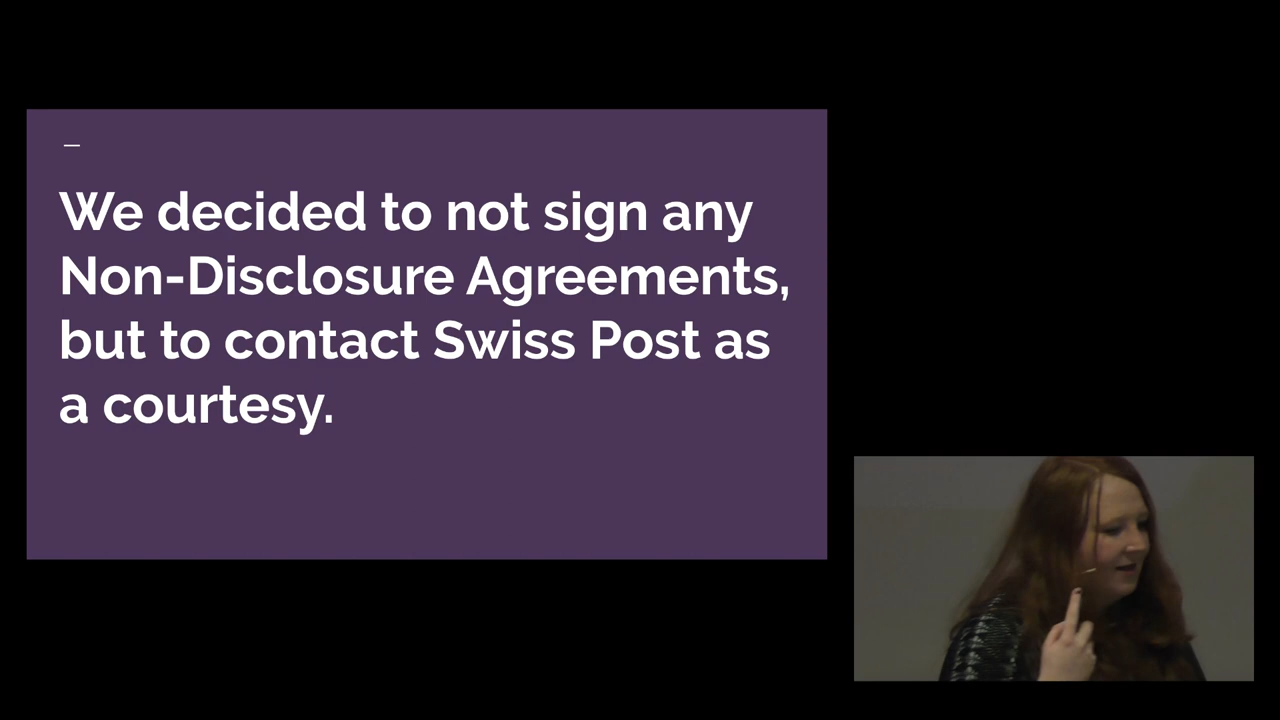 We decided to not sign any
Non-Disclosure Agreements,
but to contact Swiss Post as
a courtesy.